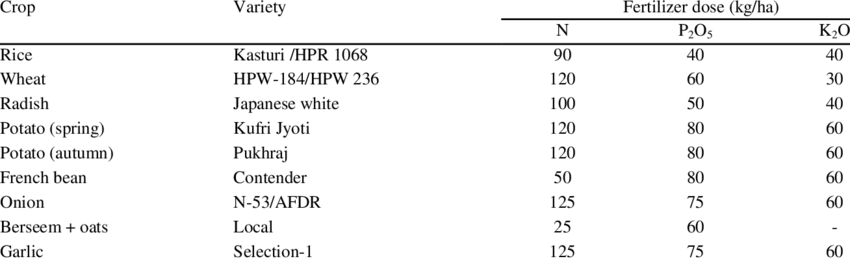 Crop Variety Fertilizer dose (kg/ha)
N P₂O₅ K₂O
Rice Kasturi /HPR 1068 90 40 40
Wheat HPW-184/HPW 236 120 60 30
Radish Japanese white 100 50 40
Potato (spring) Kufri Jyoti 120 80 60
Potato (autumn) Pukhraj 120 80 60
French bean Contender 50 80 60
Onion N-53/AFDR 125 75 60
Berseem + oats Local 25 60 -
Garlic Selection-1 125 75 60